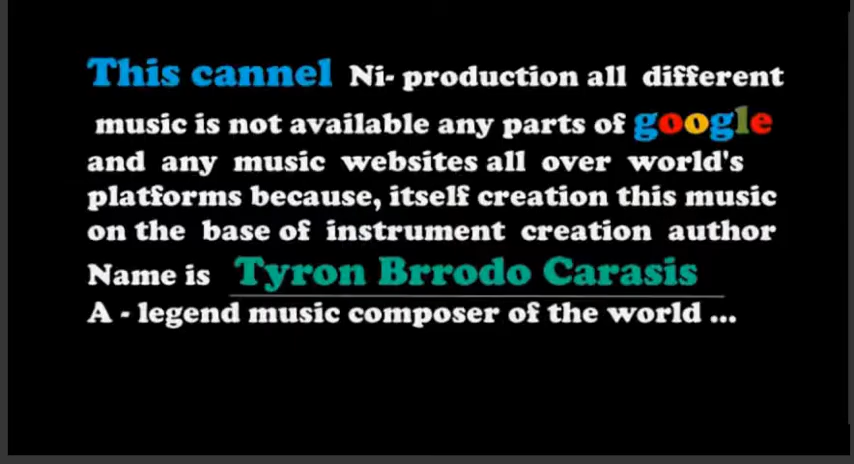 This cannel Ni- production all different
music is not available any parts of google
and any music websites all over world's
platforms because, itself creation this music
on the base of instrument creation author
Name is Tyron Brrodo Carasis
A - legend music composer of the world ...